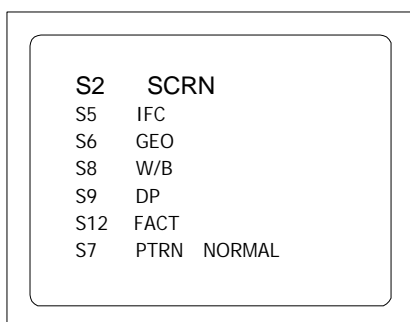 S2 SCRN
S5 IFC
S6 GEO
S8 W/B
S9 DP
S12 FACT
S7 PTRN NORMAL